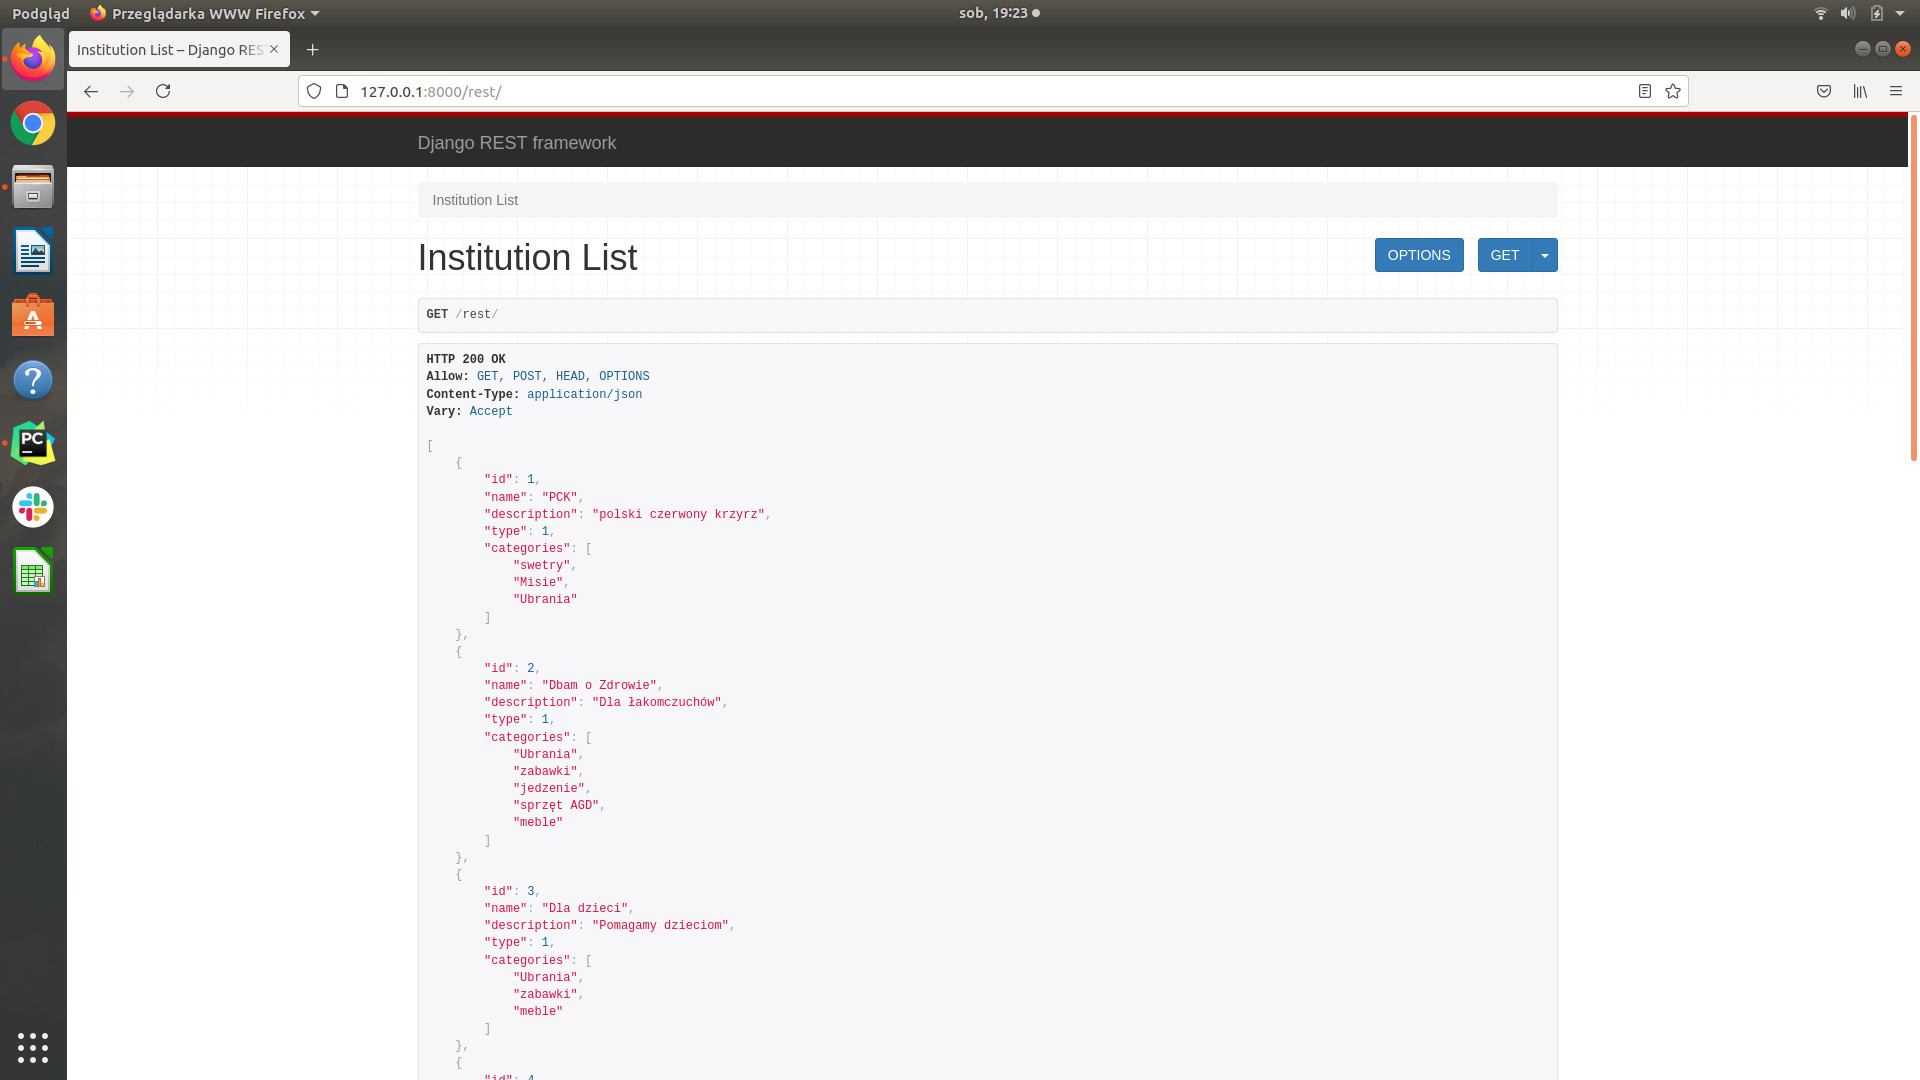 Podgląd Przeglądarka WWW Firefox sob, 19:23
Institution List – Django RES
127.0.0.1:8000/rest/
Django REST framework
Institution List
Institution List OPTIONS GET
GET /rest/
HTTP 200 OK
Allow: GET, POST, HEAD, OPTIONS
Content-Type: application/json
Vary: Accept
[
{
"id": 1,
"name": "PCK",
"description": "polski czerwony krzyrz",
"type": 1,
"categories": [
"swetry",
"Misie",
"Ubrania"
]
},
{
"id": 2,
"name": "Dbam o Zdrowie",
"description": "Dla łakomczuchów",
"type": 1,
"categories": [
"Ubrania",
"zabawki",
"jedzenie",
"sprzęt AGD",
"meble"
]
},
{
"id": 3,
"name": "Dla dzieci",
"description": "Pomagamy dzieciom",
"type": 1,
"categories": [
"Ubrania",
"zabawki",
"meble"
]
},
{
"id": 4
PC